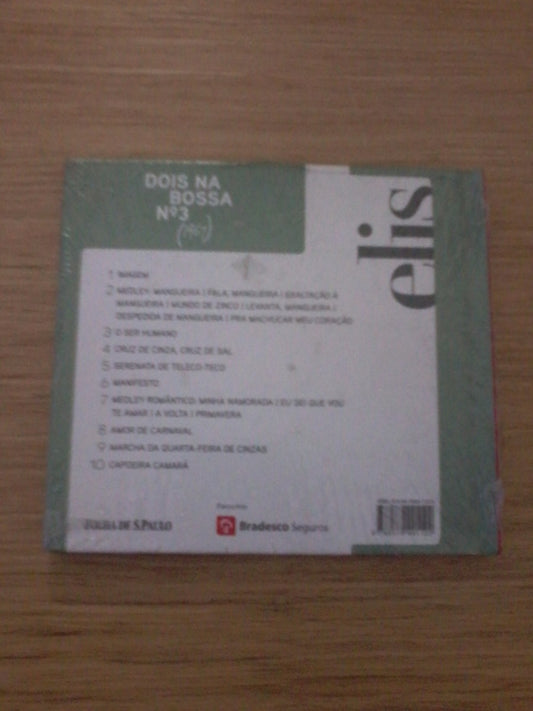 DOIS NA
BOSSA
Nº3
(1967)
elis
1 IMAGEM
2 MEDLEY: MANGUEIRA | FALA, MANGUEIRA | EXALTAÇÃO À
MANGUEIRA | MUNDO DE ZINCO | LEVANTA, MANGUEIRA |
DESPEDIDA DE MANGUEIRA | PRA MACHUCAR MEU CORAÇÃO
3 O SER HUMANO
4 CRUZ DE CINZA, CRUZ DE SAL
5 SERENATA DE TELECO-TECO
6 MANIFESTO
7 MEDLEY ROMÂNTICO: MINHA NAMORADA | EU SEI QUE VOU
TE AMAR | A VOLTA | PRIMAVERA
8 AMOR DE CARNAVAL
9 MARCHA DA QUARTA-FEIRA DE CINZAS
10 CAPOEIRA CAMARÁ
FOLHA DE S.PAULO
Patrocínio
Bradesco Seguros